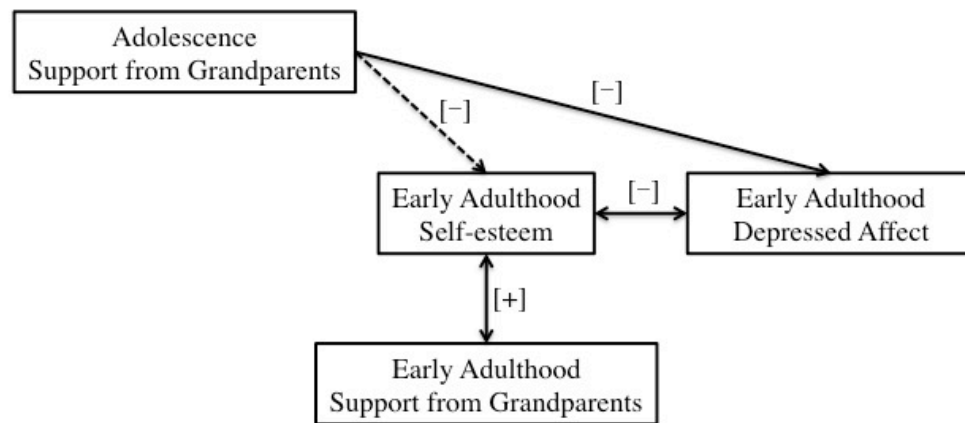 Adolescence
Support from Grandparents
[−]
[−]
Early Adulthood
Self-esteem
[−]
Early Adulthood
Depressed Affect
[+]
Early Adulthood
Support from Grandparents